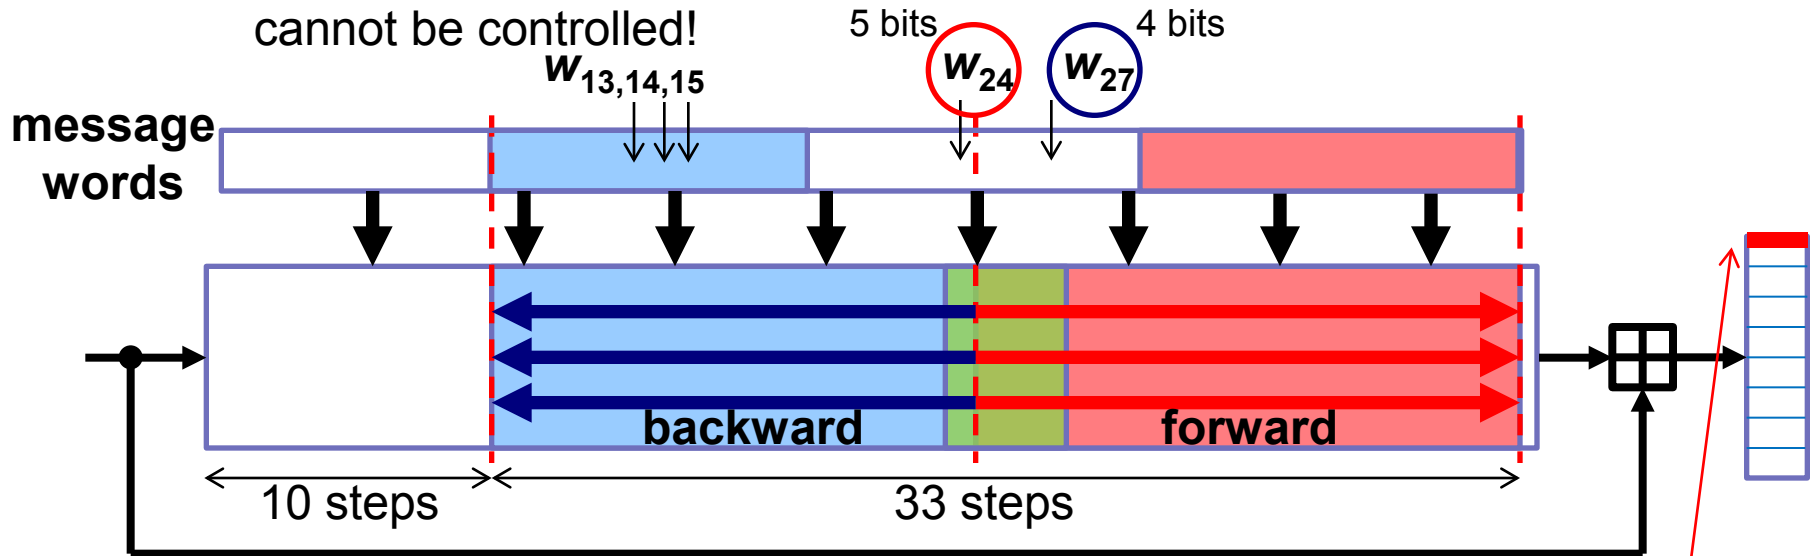 cannot be controlled!
5 bits
4 bits
w13,14,15
w24
w27
message
words
backward
forward
10 steps
33 steps